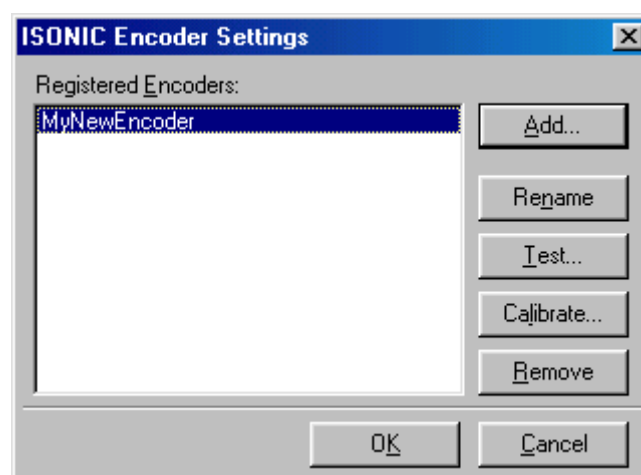 ISONIC Encoder Settings
Registered Encoders:
MyNewEncoder
Add...
Rename
Test...
Calibrate...
Remove
OK
Cancel